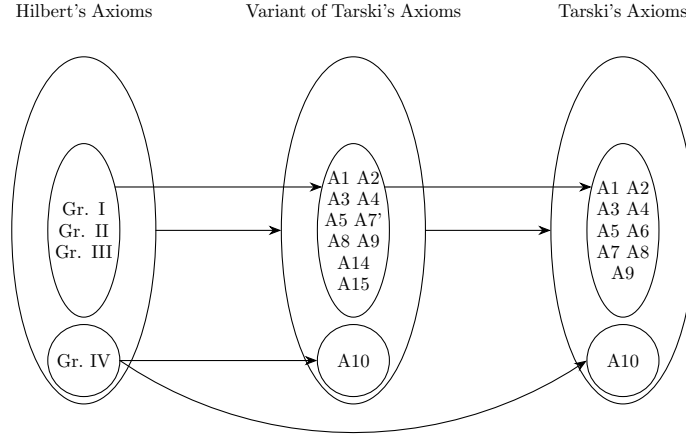 Hilbert's Axioms
Variant of Tarski's Axioms
Tarski's Axioms
Gr. I
Gr. II
Gr. III
Gr. IV
A1 A2
A3 A4
A5 A7'
A8 A9
A14
A15
A10
A1 A2
A3 A4
A5 A6
A7 A8
A9
A10